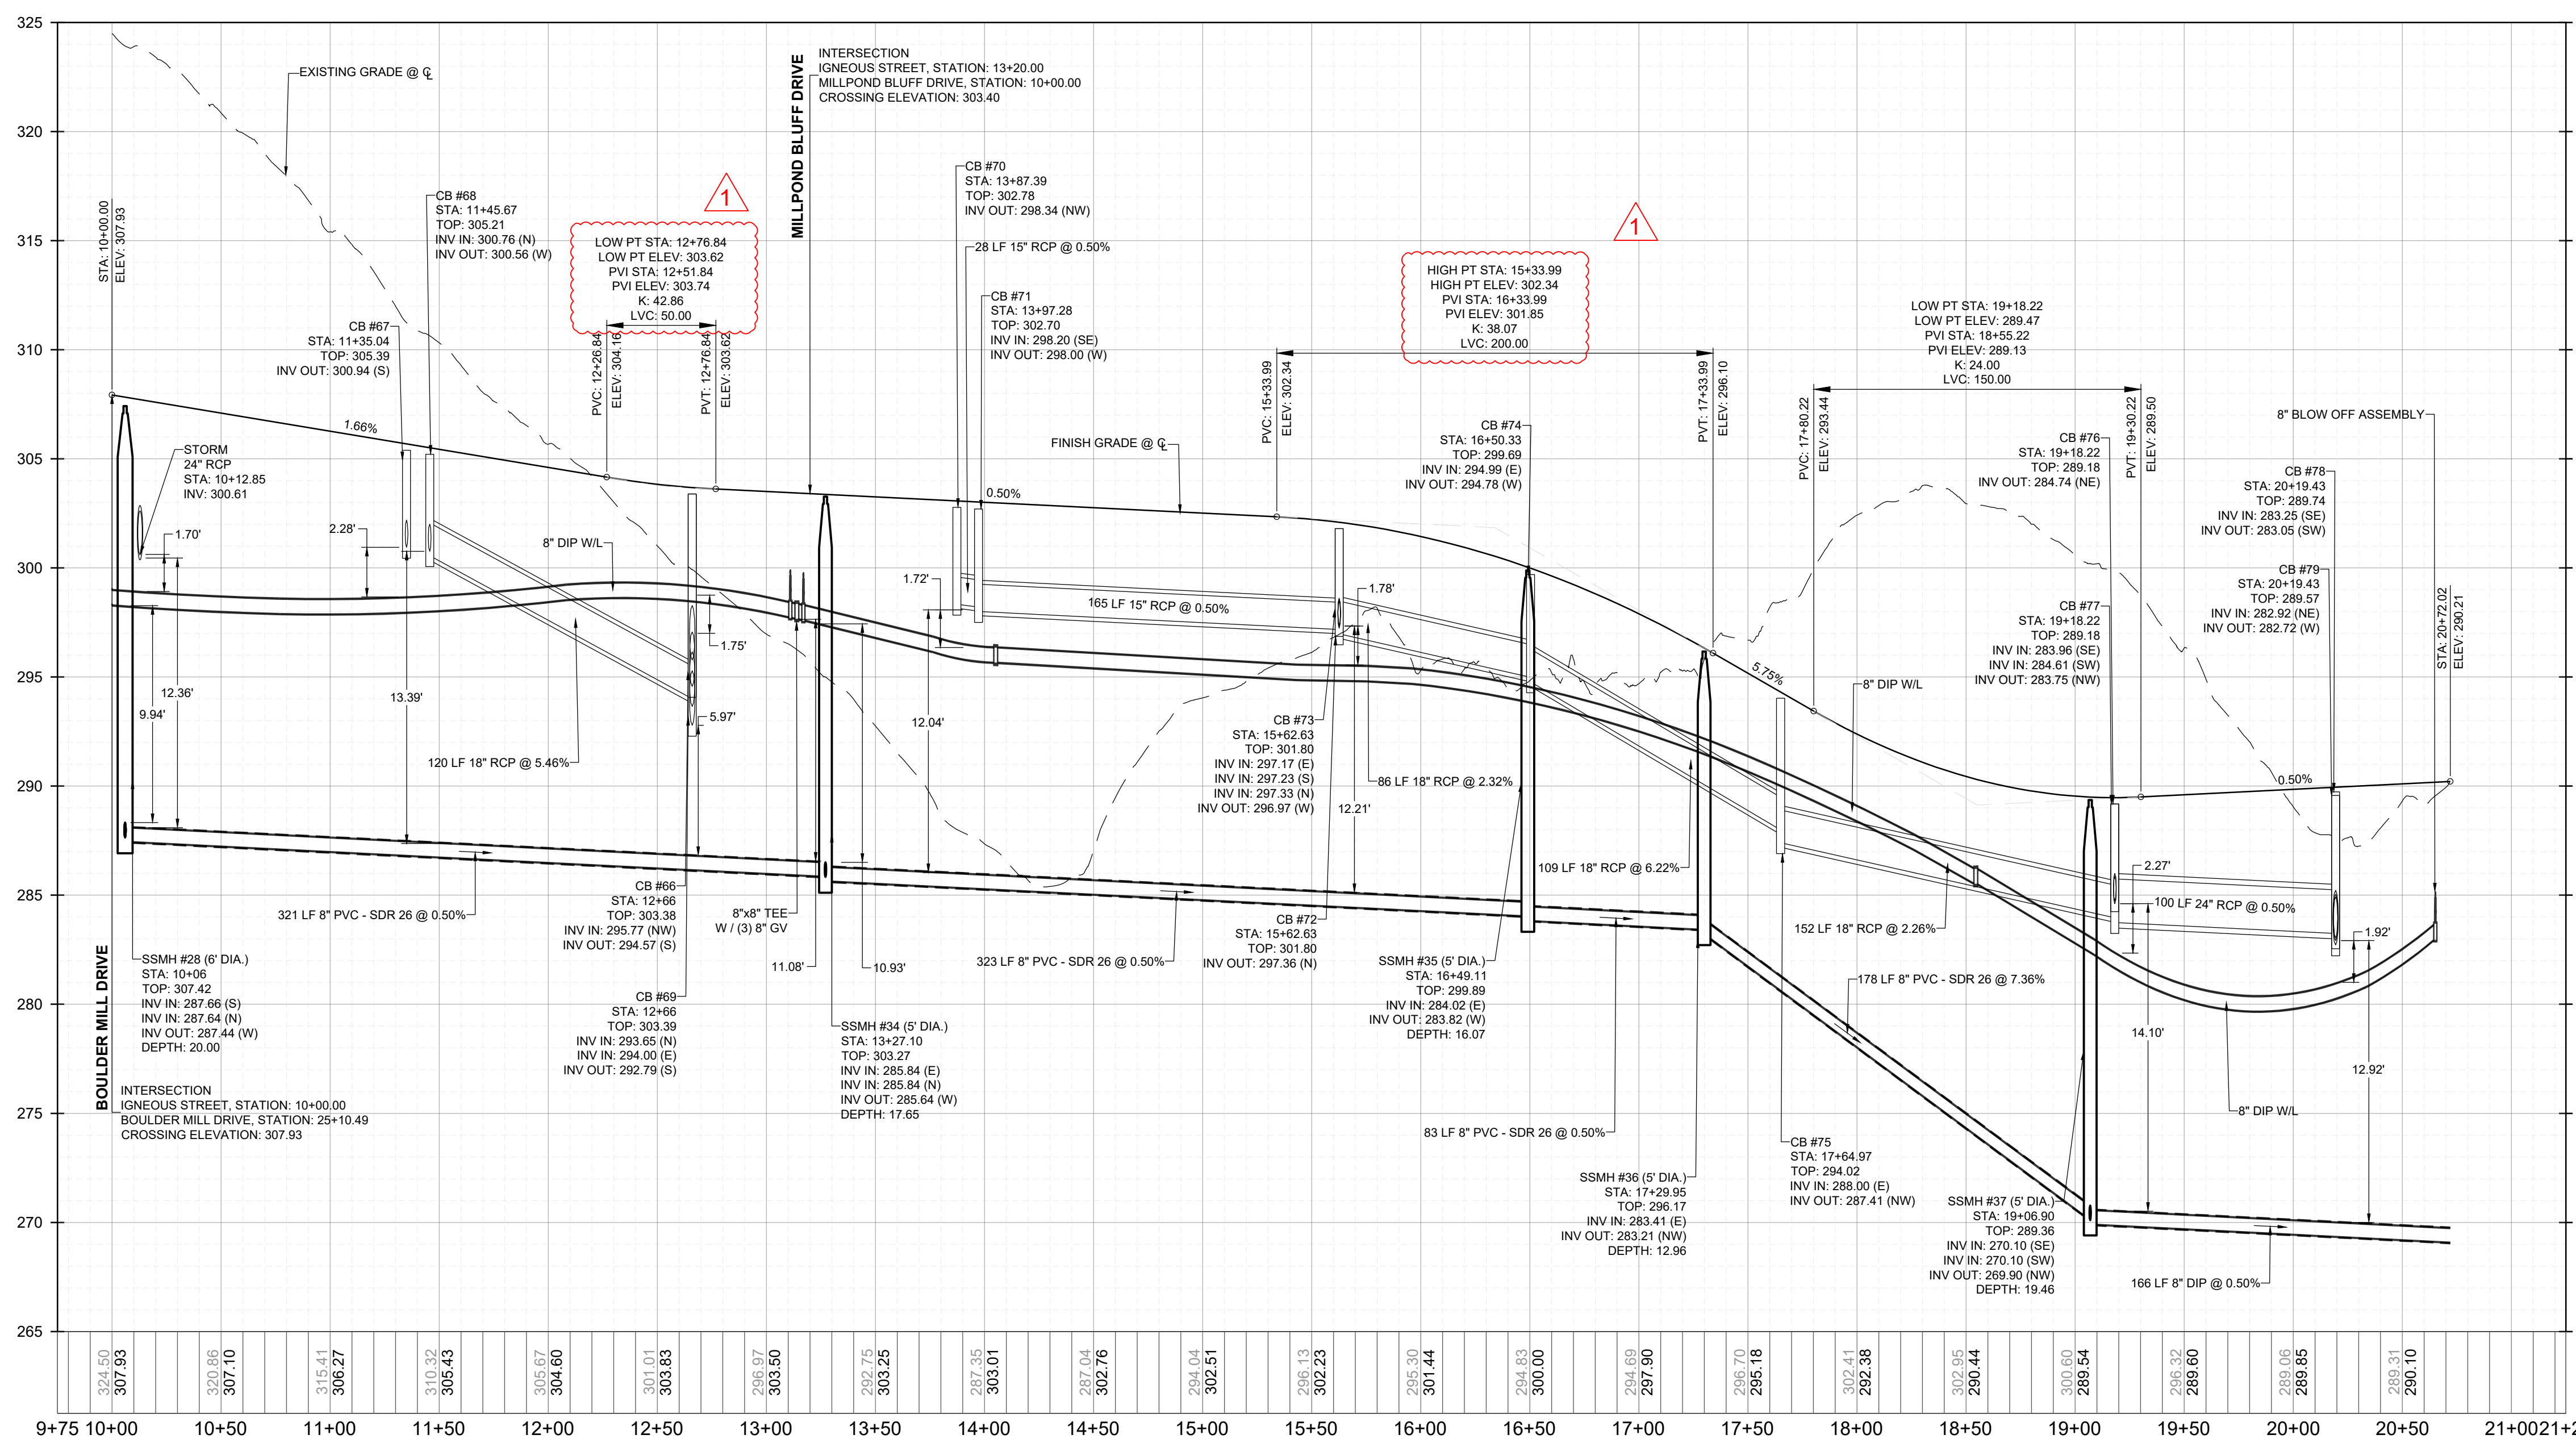 325
320
315
310
305
300
295
290
285
280
275
270
265
EXISTING GRADE @ ℄
STA: 10+00.00
ELEV: 307.93
STORM
24" RCP
STA: 10+12.85
INV: 300.61
1.66%
1.70'
2.28'
9.94'
12.36'
13.39'
CB #67
STA: 11+35.04
TOP: 305.39
INV OUT: 300.94 (S)
CB #68
STA: 11+45.67
TOP: 305.21
INV IN: 300.76 (N)
INV OUT: 300.56 (W)
LOW PT STA: 12+76.84
LOW PT ELEV: 303.62
PVI STA: 12+51.84
PVI ELEV: 303.74
K: 42.86
LVC: 50.00
1
PVC: 12+26.84
ELEV: 304.16
PVT: 12+76.84
ELEV: 303.62
MILLPOND BLUFF DRIVE
INTERSECTION
IGNEOUS STREET, STATION: 13+20.00
MILLPOND BLUFF DRIVE, STATION: 10+00.00
CROSSING ELEVATION: 303.40
8" DIP W/L
1.75'
5.97'
120 LF 18" RCP @ 5.46%
321 LF 8" PVC - SDR 26 @ 0.50%
BOULDER MILL DRIVE
SSMH #28 (6' DIA.)
STA: 10+06
TOP: 307.42
INV IN: 287.66 (S)
INV IN: 287.64 (N)
INV OUT: 287.44 (W)
DEPTH: 20.00
INTERSECTION
IGNEOUS STREET, STATION: 10+00.00
BOULDER MILL DRIVE, STATION: 25+10.49
CROSSING ELEVATION: 307.93
CB #66
STA: 12+66
TOP: 303.38
INV IN: 295.77 (NW)
INV OUT: 294.57 (S)
CB #69
STA: 12+66
TOP: 303.39
INV IN: 293.65 (N)
INV IN: 294.00 (E)
INV OUT: 292.79 (S)
8"x8" TEE
W / (3) 8" GV
11.08'
10.93'
SSMH #34 (5' DIA.)
STA: 13+27.10
TOP: 303.27
INV IN: 285.84 (E)
INV IN: 285.84 (N)
INV OUT: 285.64 (W)
DEPTH: 17.65
CB #70
STA: 13+87.39
TOP: 302.78
INV OUT: 298.34 (NW)
28 LF 15" RCP @ 0.50%
CB #71
STA: 13+97.28
TOP: 302.70
INV IN: 298.20 (SE)
INV OUT: 298.00 (W)
0.50%
1.72'
12.04'
165 LF 15" RCP @ 0.50%
FINISH GRADE @ ℄
323 LF 8" PVC - SDR 26 @ 0.50%
PVC: 15+33.99
ELEV: 302.34
HIGH PT STA: 15+33.99
HIGH PT ELEV: 302.34
PVI STA: 16+33.99
PVI ELEV: 301.85
K: 38.07
LVC: 200.00
1
PVT: 17+33.99
ELEV: 296.10
CB #73
STA: 15+62.63
TOP: 301.80
INV IN: 297.17 (E)
INV IN: 297.23 (S)
INV IN: 297.33 (N)
INV OUT: 296.97 (W)
CB #72
STA: 15+62.63
TOP: 301.80
INV OUT: 297.36 (N)
1.78'
12.21'
86 LF 18" RCP @ 2.32%
CB #74
STA: 16+50.33
TOP: 299.69
INV IN: 294.99 (E)
INV OUT: 294.78 (W)
SSMH #35 (5' DIA.)
STA: 16+49.11
TOP: 299.89
INV IN: 284.02 (E)
INV OUT: 283.82 (W)
DEPTH: 16.07
109 LF 18" RCP @ 6.22%
83 LF 8" PVC - SDR 26 @ 0.50%
SSMH #36 (5' DIA.)
STA: 17+29.95
TOP: 296.17
INV IN: 283.41 (E)
INV OUT: 283.21 (NW)
DEPTH: 12.96
5.75%
PVC: 17+80.22
ELEV: 293.44
LOW PT STA: 19+18.22
LOW PT ELEV: 289.47
PVI STA: 18+55.22
PVI ELEV: 289.13
K: 24.00
LVC: 150.00
PVT: 19+30.22
ELEV: 289.50
8" DIP W/L
152 LF 18" RCP @ 2.26%
178 LF 8" PVC - SDR 26 @ 7.36%
CB #75
STA: 17+64.97
TOP: 294.02
INV IN: 288.00 (E)
INV OUT: 287.41 (NW)
SSMH #37 (5' DIA.)
STA: 19+06.90
TOP: 289.36
INV IN: 270.10 (SE)
INV IN: 270.10 (SW)
INV OUT: 269.90 (NW)
DEPTH: 19.46
CB #76
STA: 19+18.22
TOP: 289.18
INV OUT: 284.74 (NE)
CB #77
STA: 19+18.22
TOP: 289.18
INV IN: 283.96 (SE)
INV IN: 284.61 (SW)
INV OUT: 283.75 (NW)
8" BLOW OFF ASSEMBLY
CB #78
STA: 20+19.43
TOP: 289.74
INV IN: 283.25 (SE)
INV OUT: 283.05 (SW)
CB #79
STA: 20+19.43
TOP: 289.57
INV IN: 282.92 (NE)
INV OUT: 282.72 (W)
STA: 20+72.02
ELEV: 290.21
0.50%
2.27'
100 LF 24" RCP @ 0.50%
1.92'
14.10'
12.92'
8" DIP W/L
166 LF 8" DIP @ 0.50%
324.50 307.93
320.86 307.10
315.41 306.27
310.32 305.43
305.67 304.60
301.01 303.83
296.97 303.50
292.75 303.25
287.35 303.01
287.04 302.76
294.04 302.51
296.13 302.23
295.30 301.44
294.83 300.00
294.69 297.90
296.70 295.18
302.41 292.38
302.95 290.44
300.60 289.54
296.32 289.60
289.06 289.85
289.31 290.10
9+75 10+00 10+50 11+00 11+50 12+00 12+50 13+00 13+50 14+00 14+50 15+00 15+50 16+00 16+50 17+00 17+50 18+00 18+50 19+00 19+50 20+00 20+50 21+00 21+2